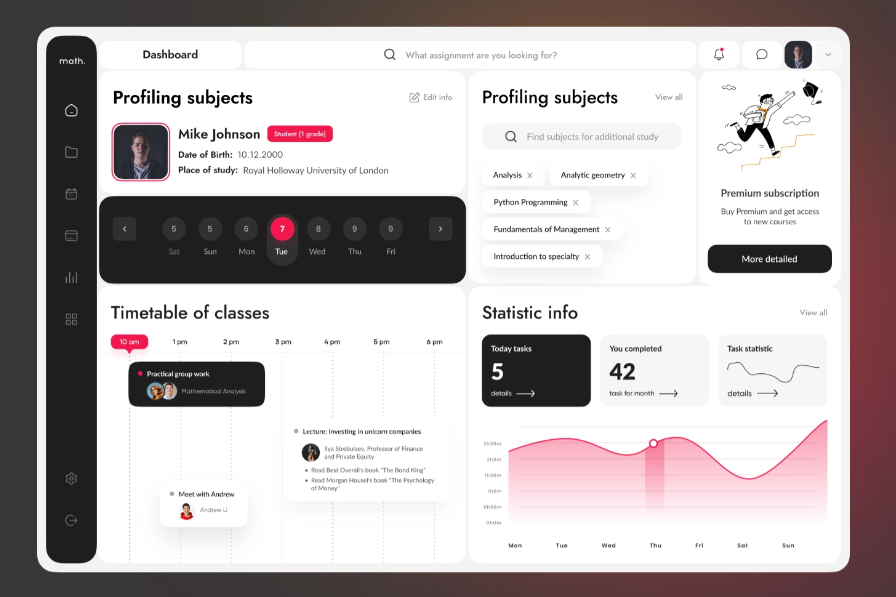 math.
Dashboard
What assignment are you looking for?
Profiling subjects
Edit info
Mike Johnson
Student (1 grade)
Date of Birth: 10.12.2000
Place of study: Royal Holloway University of London
5 5 6 7 8 9 9
Sat Sun Mon Tue Wed Thu Fri
Profiling subjects
View all
Find subjects for additional study
Analysis
Analytic geometry
Python Programming
Fundamentals of Management
Introduction to specialty
Premium subscription
Buy Premium and get access
to new courses
More detailed
Timetable of classes
10 am 1 pm 2 pm 3 pm 4 pm 5 pm 6 pm
Practical group work
Mathematical Analysis
Lecture: Investing in unicorn companies
Ilya Strebulaev, Professor of Finance
and Private Equity
Read Best Overall's book "The Bond King"
Read Morgan Housel's book "The Psychology
of Money"
Meet with Andrew
Andrew Li
Statistic info
View all
Today tasks
5
details
You completed
42
task for month
Task statistic
details
2h30m
2h0m
1h30m
1h0m
0h30m
0h0m
Mon Tue Wed Thu Fri Sat Sun